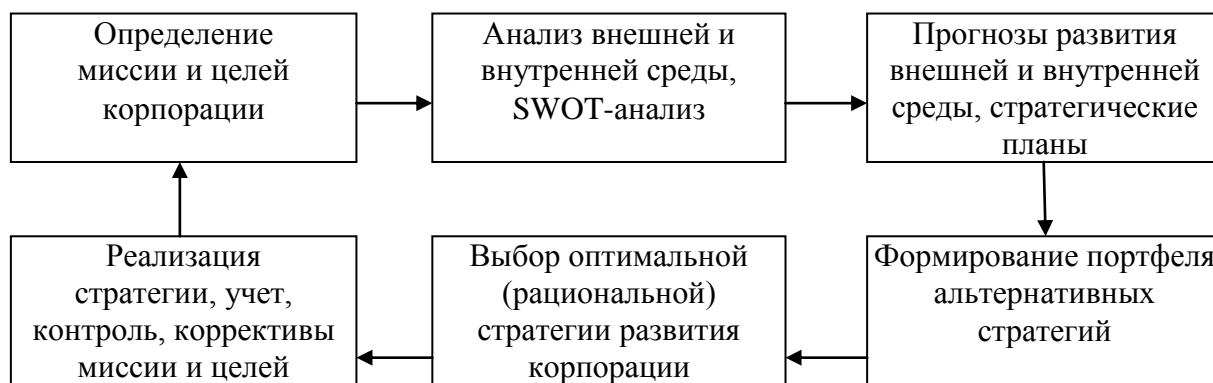 Определение
миссии и целей
корпорации
Анализ внешней и
внутренней среды,
SWOT-анализ
Прогнозы развития
внешней и внутренней
среды, стратегические
планы
Реализация
стратегии, учет,
контроль, коррективы
миссии и целей
Выбор оптимальной
(рациональной)
стратегии развития
корпорации
Формирование портфеля
альтернативных
стратегий